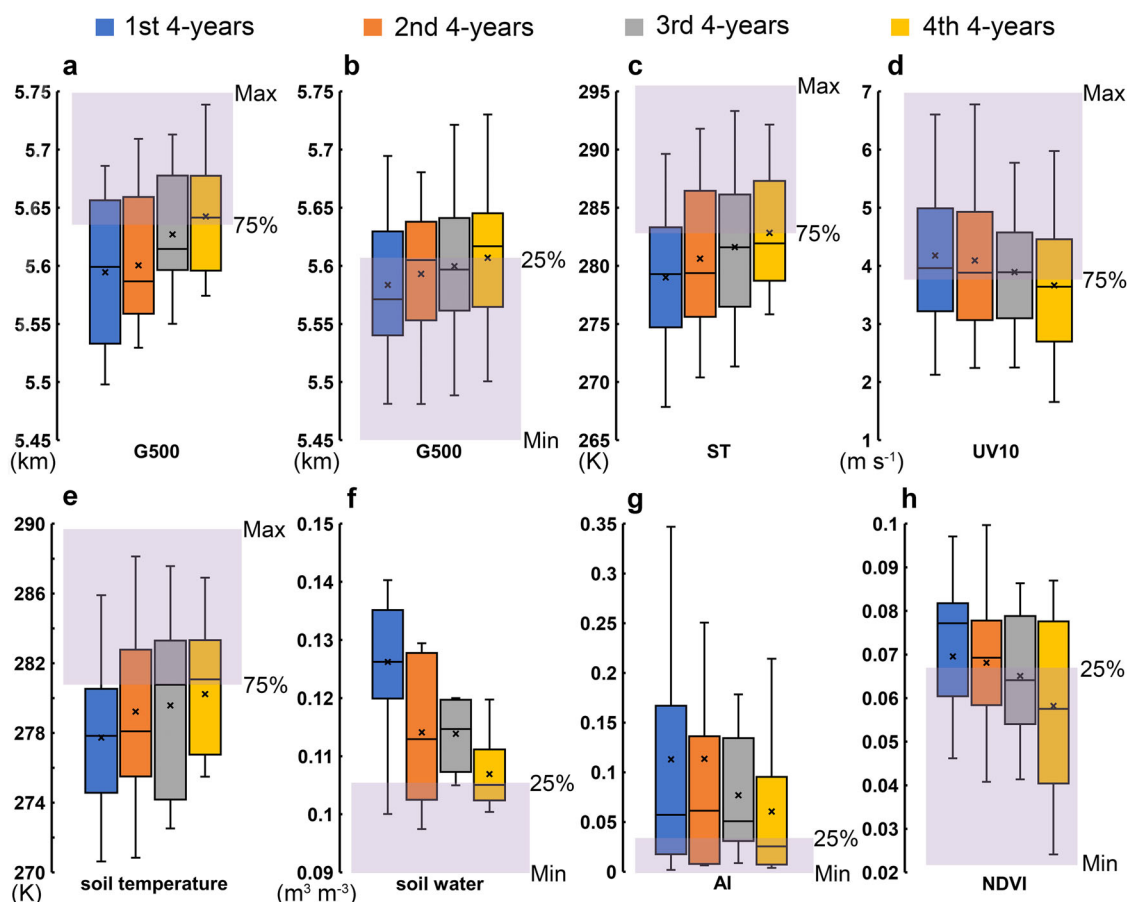 1st 4-years 2nd 4-years 3rd 4-years 4th 4-years
a b c d
5.75 Max 5.75 295 Max 7 Max
5.7 5.7 290 6
5.65 75% 5.65 285 75% 5
5.6 5.6 25% 280 4 75%
5.55 5.55 275 3
5.5 5.5 270 2
5.45 5.45 Min 265 1
(km) G500 (km) G500 (K) ST (m s⁻¹) UV10
e f g h
290 Max 0.15 0.35 0.1
286 0.14 0.3 0.09
282 75% 0.13 0.25 0.08
278 0.12 0.2 0.07 25%
274 0.11 0.15 0.06
270 0.1 25% 0.1 0.05
0.09 Min 0.05 25% 0.04
0 Min 0.03
0.02 Min
(K) soil temperature (m³ m⁻³) soil water AI NDVI